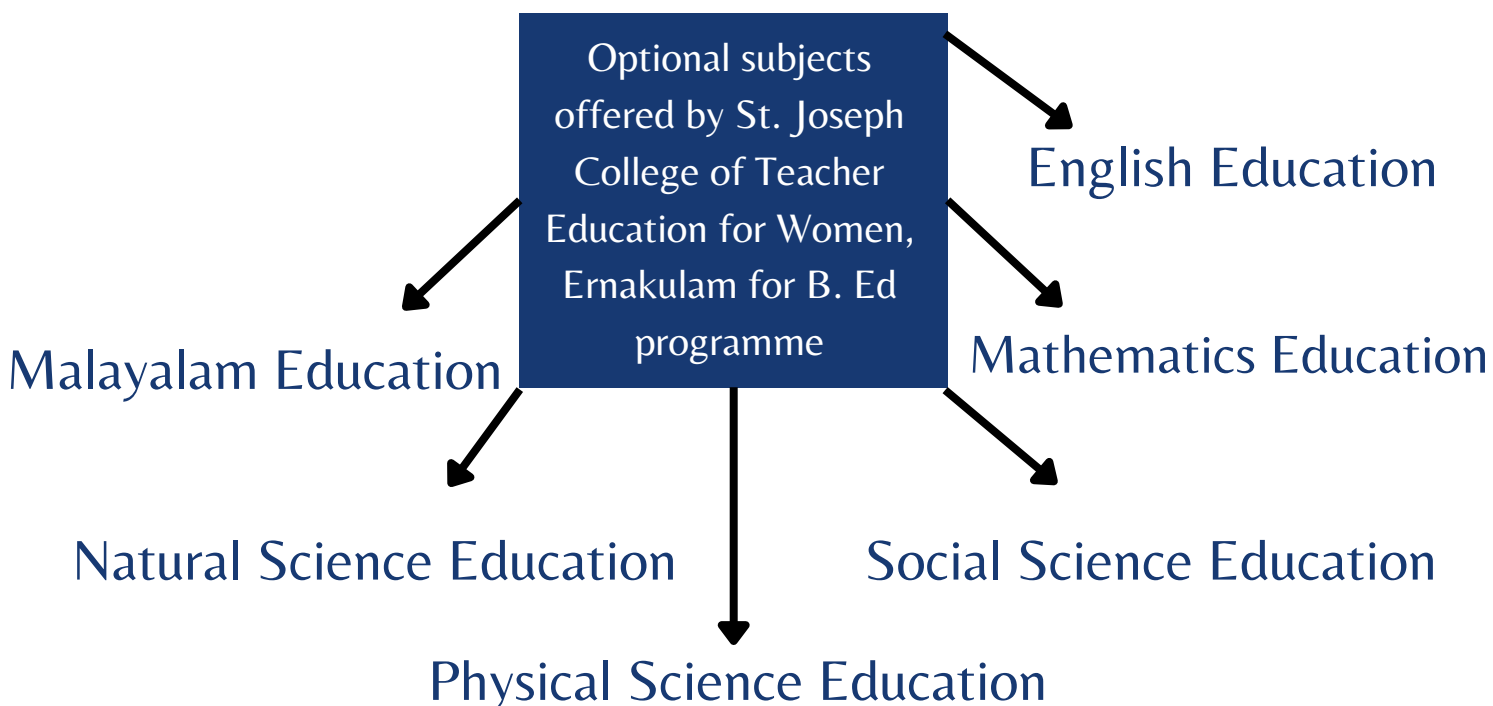 Optional subjects
offered by St. Joseph
College of Teacher
Education for Women,
Ernakulam for B. Ed
programme
English Education
Malayalam Education
Mathematics Education
Natural Science Education
Social Science Education
Physical Science Education